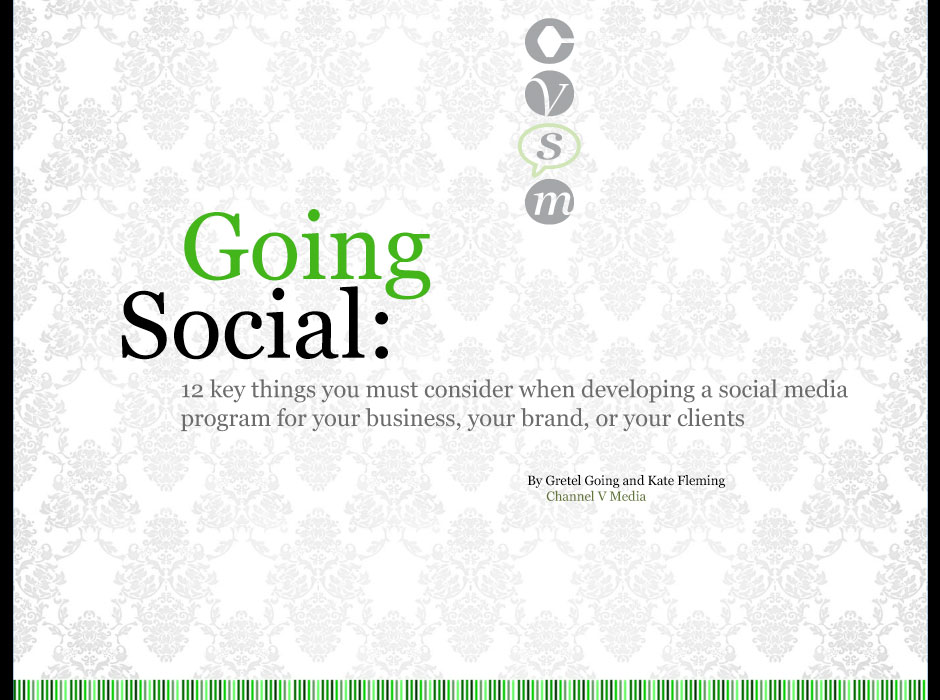 C
V
s
m
Going
Social:
12 key things you must consider when developing a social media
program for your business, your brand, or your clients
By Gretel Going and Kate Fleming
Channel V Media